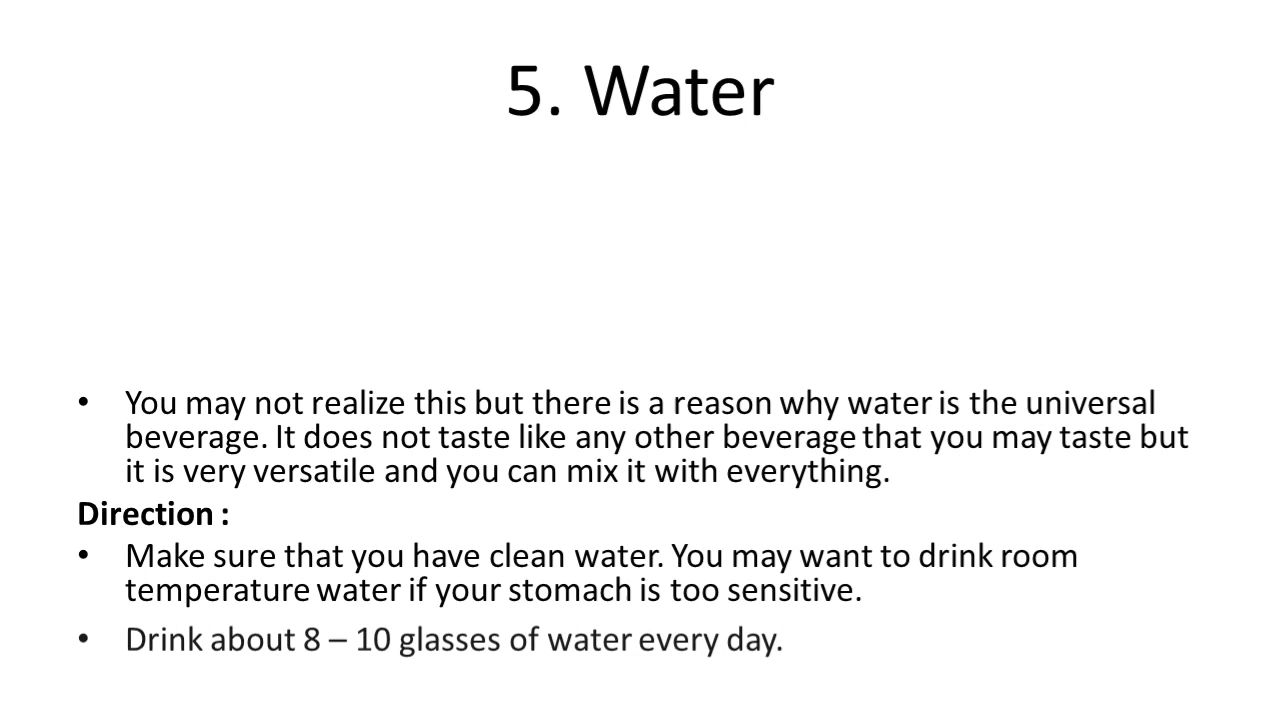 5. Water
• You may not realize this but there is a reason why water is the universal
beverage. It does not taste like any other beverage that you may taste but
it is very versatile and you can mix it with everything.
Direction :
• Make sure that you have clean water. You may want to drink room
temperature water if your stomach is too sensitive.
• Drink about 8 – 10 glasses of water every day.